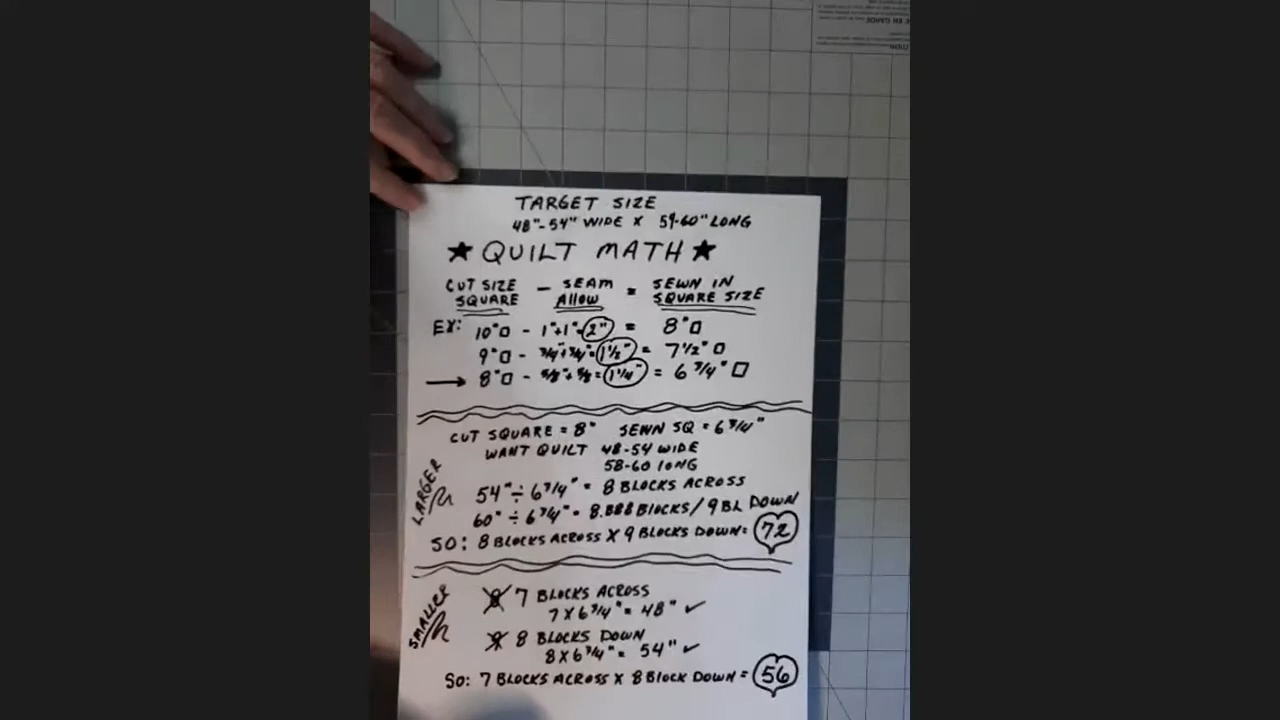 EN GARDE
TARGET SIZE
48"-54" WIDE X 59-60" LONG
★ QUILT MATH ★
CUT SIZE SQUARE - SEAM ALLOW = SEWN IN SQUARE SIZE
EX: 10"□ - 1"+1"=2" = 8"□
9"□ - 3/4"+3/4"=1 1/2" = 7 1/2"□
→ 8"□ - 5/8"+5/8=1 1/4" = 6 3/4"□
CUT SQUARE = 8" SEWN SQ = 6 3/4"
WANT QUILT 48-54 WIDE
58-60 LONG
LARGER
54" ÷ 6 3/4" = 8 BLOCKS ACROSS
60" ÷ 6 3/4" = 8.888 BLOCKS / 9 BL DOWN
SO: 8 BLOCKS ACROSS X 9 BLOCKS DOWN = 72
SMALLER
8 7 BLOCKS ACROSS
7 X 6 3/4" = 48" ✓
9 8 BLOCKS DOWN
8 X 6 3/4" = 54" ✓
SO: 7 BLOCKS ACROSS X 8 BLOCK DOWN = 56